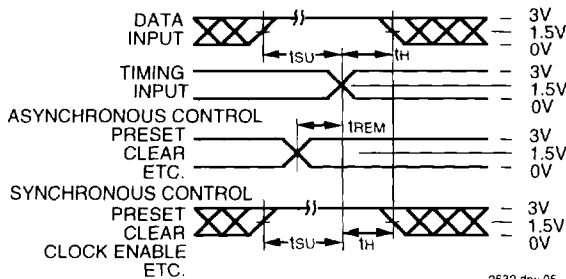 DATA INPUT
3V
1.5V
0V
tSU
tH
TIMING INPUT
3V
1.5V
0V
ASYNCHRONOUS CONTROL
PRESET
CLEAR
ETC.
tREM
3V
1.5V
0V
SYNCHRONOUS CONTROL
PRESET
CLEAR
CLOCK ENABLE
ETC.
tSU
tH
3V
1.5V
0V